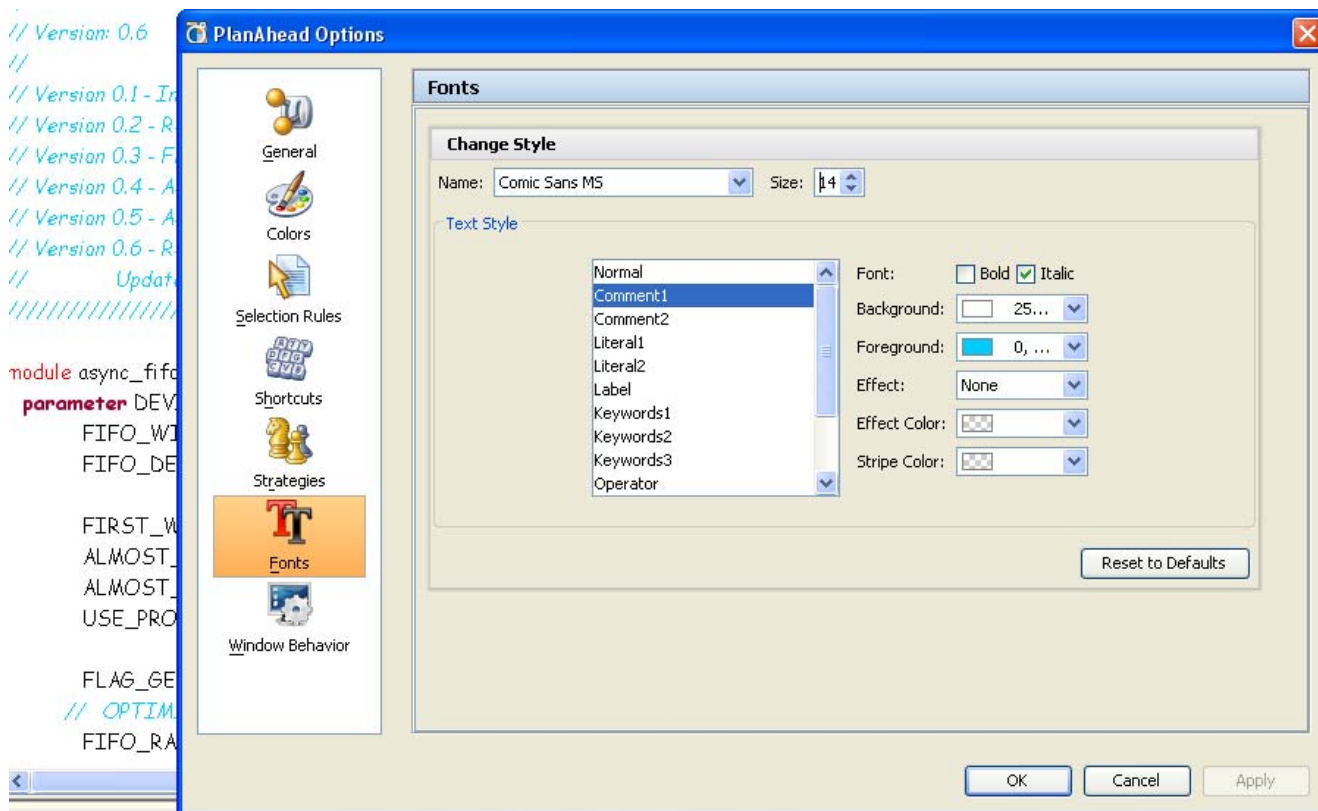 // Version: 0.6
//
// Version 0.1 - In
// Version 0.2 - R
// Version 0.3 - F
// Version 0.4 - A
// Version 0.5 - A
// Version 0.6 - R
// Update
/////////////////
module async_fifo
parameter DEVI
FIFO_WI
FIFO_DE
FIRST_W
ALMOST_
ALMOST_
USE_PRO
FLAG_GE
// OPTIM
FIFO_RA
PlanAhead Options
General
Colors
Selection Rules
Shortcuts
Strategies
Fonts
Window Behavior
Fonts
Change Style
Name: Comic Sans MS Size: 14
Text Style
Normal
Comment1
Comment2
Literal1
Literal2
Label
Keywords1
Keywords2
Keywords3
Operator
Font: Bold Italic
Background: 25...
Foreground: 0, ...
Effect: None
Effect Color:
Stripe Color:
Reset to Defaults
OK Cancel Apply